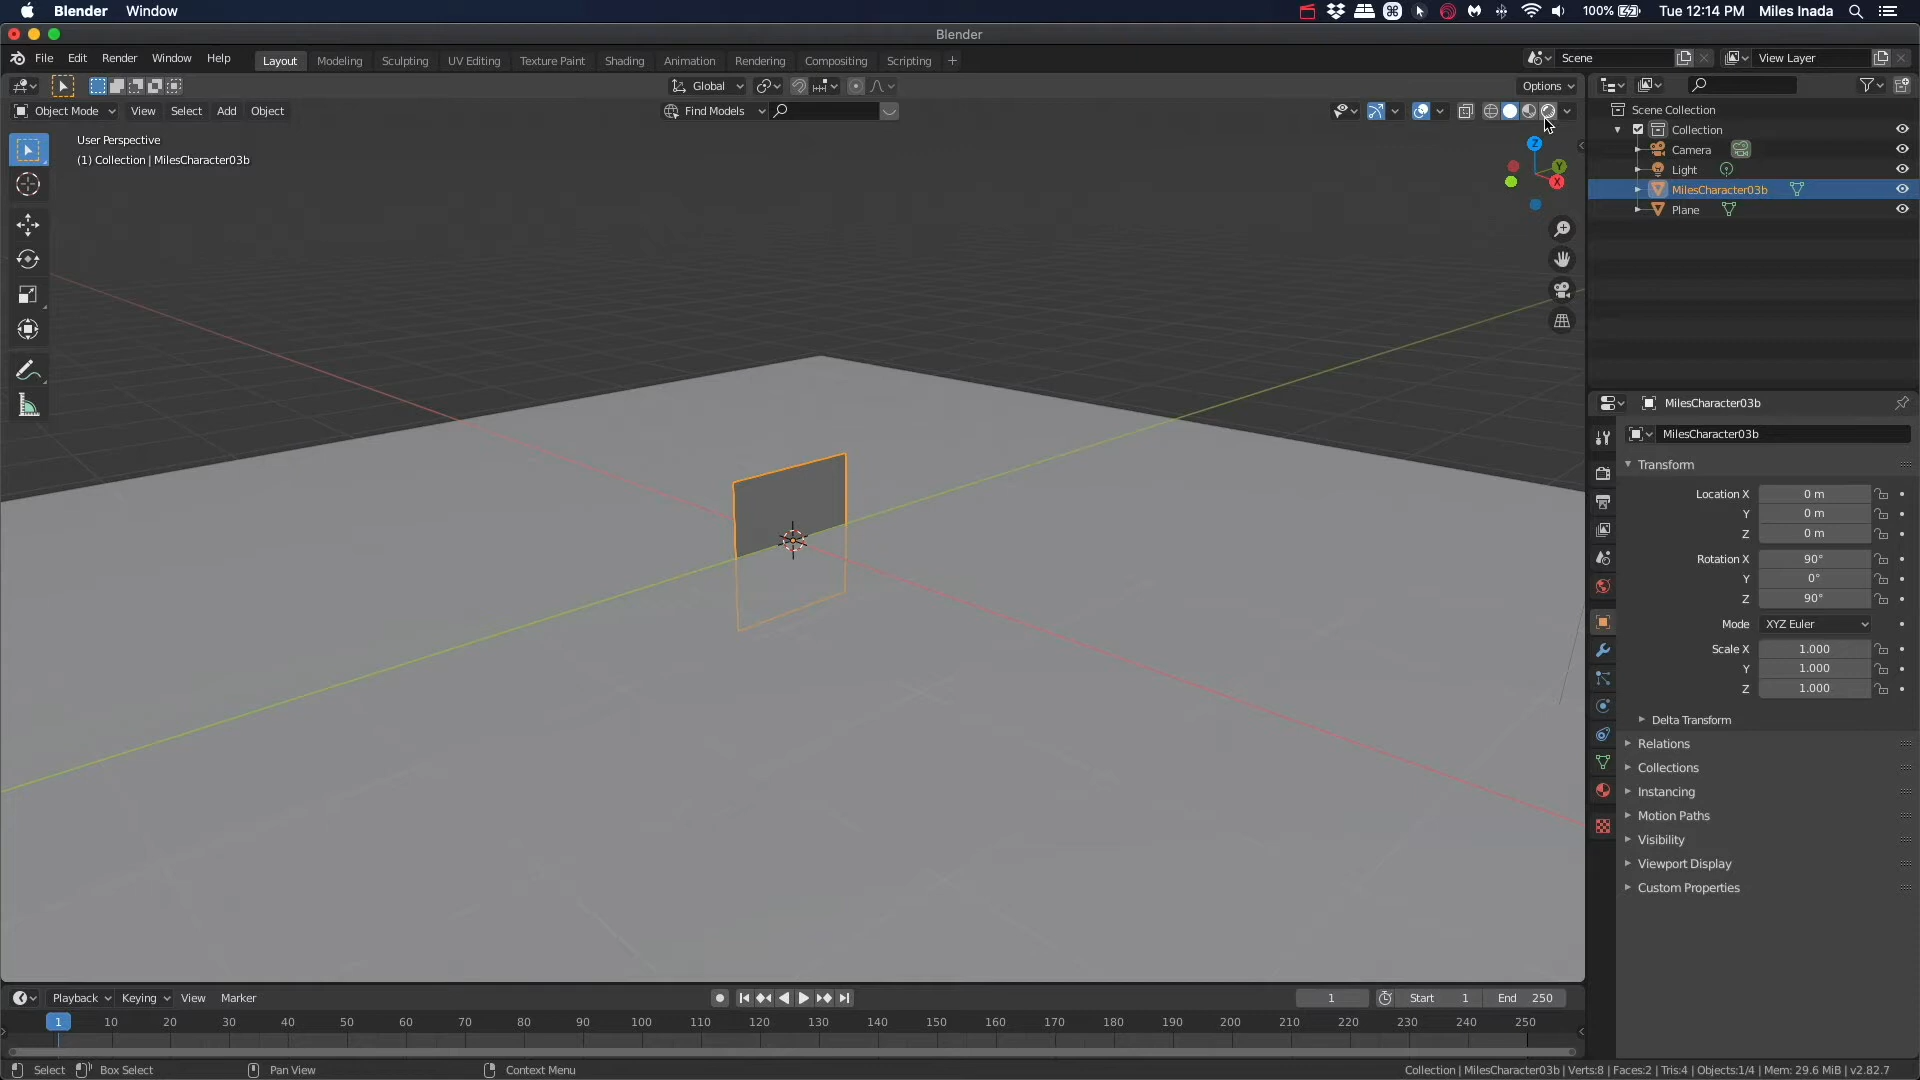 Blender Window 100% Tue 12:14 PM Miles Inada
Blender
File Edit Render Window Help Layout Modeling Sculpting UV Editing Texture Paint Shading Animation Rendering Compositing Scripting + Scene View Layer
Global Options
Object Mode View Select Add Object Find Models
User Perspective
(1) Collection | MilesCharacter03b
Z
Y
X
Scene Collection
Collection
Camera
Light
MilesCharacter03b
Plane
MilesCharacter03b
MilesCharacter03b
Transform
Location X 0 m
Y 0 m
Z 0 m
Rotation X 90°
Y 0°
Z 90°
Mode XYZ Euler
Scale X 1.000
Y 1.000
Z 1.000
Delta Transform
Relations
Collections
Instancing
Motion Paths
Visibility
Viewport Display
Custom Properties
Playback Keying View Marker 1 Start 1 End 250
1 10 20 30 40 50 60 70 80 90 100 110 120 130 140 150 160 170 180 190 200 210 220 230 240 250
Select Box Select Pan View Context Menu Collection | MilesCharacter03b | Verts:8 | Faces:2 | Tris:4 | Objects:1/4 | Mem: 29.6 MiB | v2.82.7